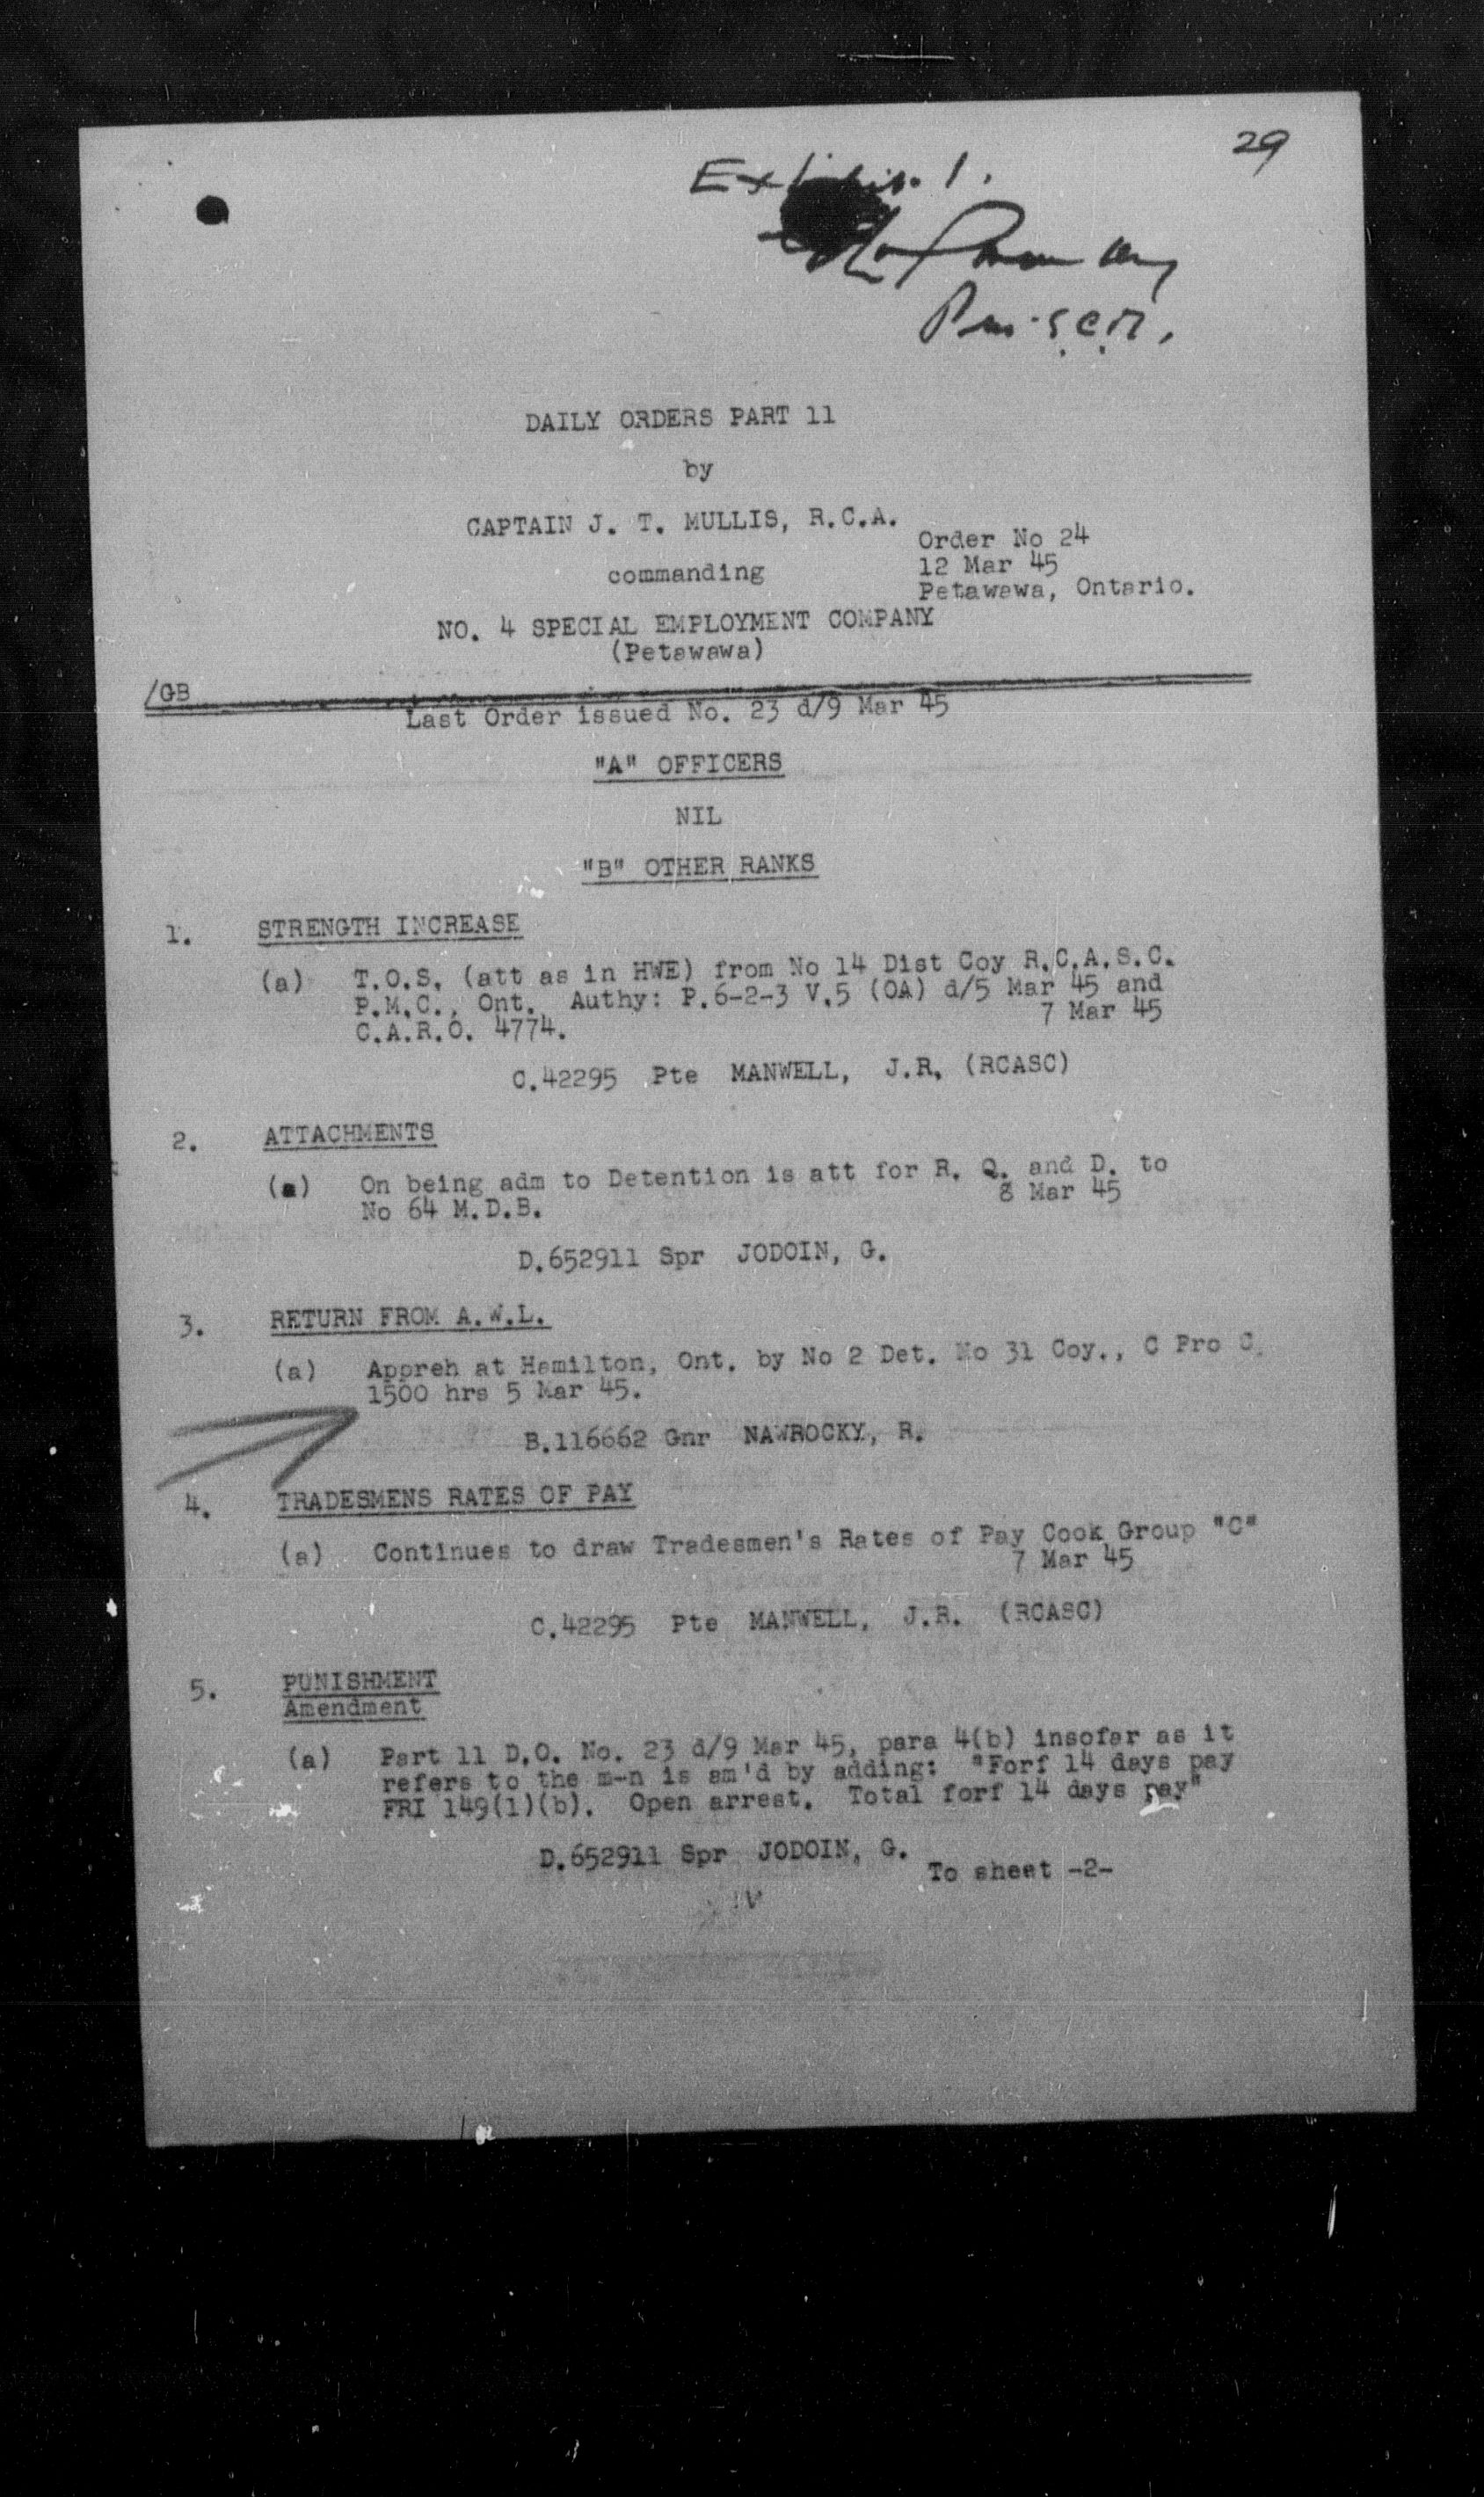 29
Exhibit 1.
DAILY ORDERS PART 11
by
CAPTAIN J. T. MULLIS, R.C.A.
Order No 24
12 Mar 45
commanding
Petawawa, Ontario.
NO. 4 SPECIAL EMPLOYMENT COMPANY
(Petawawa)
/GB
Last Order issued No. 23 d/9 Mar 45
"A" OFFICERS
NIL
"B" OTHER RANKS
1. STRENGTH INCREASE
(a) T.O.S. (att as in HWE) from No 14 Dist Coy R.C.A.S.C.
P.M.C., Ont. Authy: P.6-2-3 V.5 (OA) d/5 Mar 45 and
C.A.R.O. 4774. 7 Mar 45
C.42295 Pte MANWELL, J.R. (RCASC)
2. ATTACHMENTS
(a) On being adm to Detention is att for R. Q. and D. to
No 64 M.D.B. 8 Mar 45
D.652911 Spr JODOIN, G.
3. RETURN FROM A.W.L.
(a) Appreh at Hamilton, Ont. by No 2 Det. No 31 Coy., C Pro C.
1500 hrs 5 Mar 45.
B.116662 Gnr NAWROCKY, R.
4. TRADESMENS RATES OF PAY
(a) Continues to draw Tradesmen's Rates of Pay Cook Group "C"
7 Mar 45
C.42295 Pte MANWELL, J.R. (RCASC)
5. PUNISHMENT
Amendment
(a) Part 11 D.O. No. 23 d/9 Mar 45, para 4(b) insofar as it
refers to the m-n is am'd by adding: "Forf 14 days pay
FRI 149(1)(b). Open arrest. Total forf 14 days pay"
D.652911 Spr JODOIN, G.
To sheet -2-